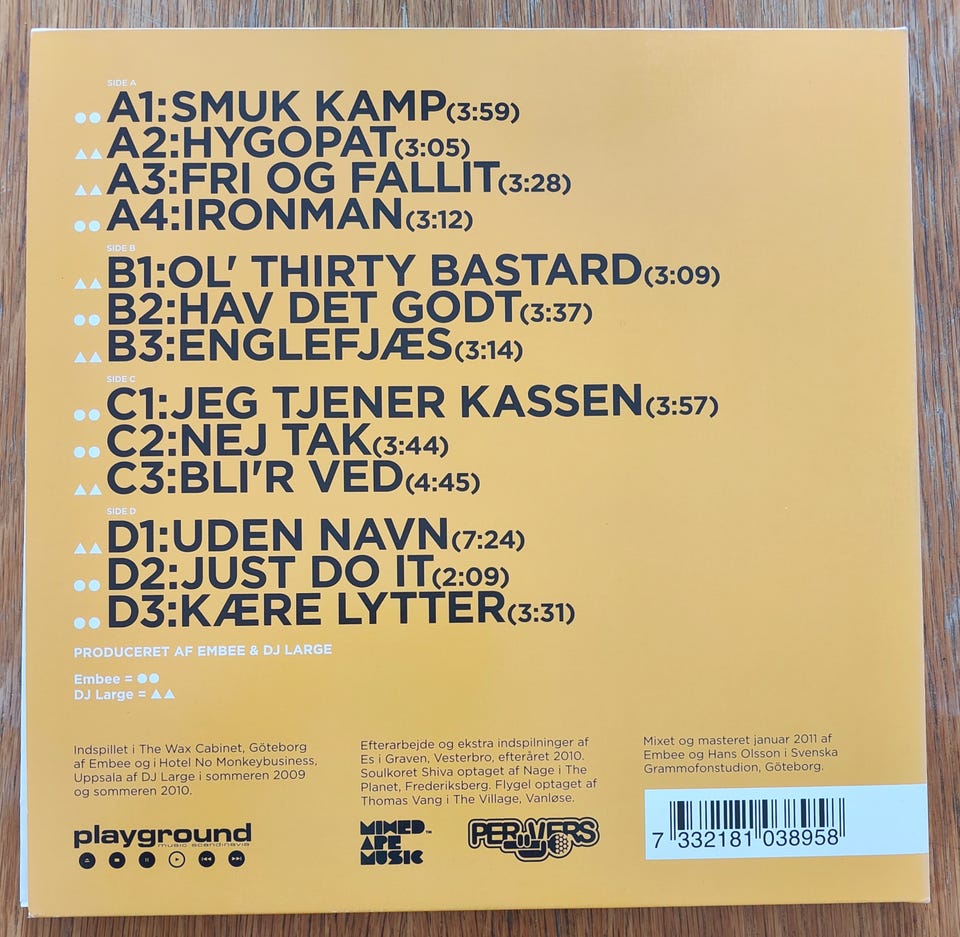 SIDE A
A1:SMUK KAMP(3:59)
A2:HYGOPAT(3:05)
A3:FRI OG FALLIT(3:28)
A4:IRONMAN(3:12)
SIDE B
B1:OL' THIRTY BASTARD(3:09)
B2:HAV DET GODT(3:37)
B3:ENGLEFJÆS(3:14)
SIDE C
C1:JEG TJENER KASSEN(3:57)
C2:NEJ TAK(3:44)
C3:BLI'R VED(4:45)
SIDE D
D1:UDEN NAVN(7:24)
D2:JUST DO IT(2:09)
D3:KÆRE LYTTER(3:31)
PRODUCERET AF EMBEE & DJ LARGE
Embee = ●●
DJ Large = ▲▲
Indspillet i The Wax Cabinet, Göteborg
af Embee og i Hotel No Monkeybusiness,
Uppsala af DJ Large i sommeren 2009
og sommeren 2010.
Efterarbejde og ekstra indspilninger af
Es i Graven, Vesterbro, efteråret 2010.
Soulkoret Shiva optaget af Nage i The
Planet, Frederiksberg. Flygel optaget af
Thomas Vang i The Village, Vanløse.
Mixet og masteret januar 2011 af
Embee og Hans Olsson i Svenska
Grammofonstudion, Göteborg.
playground
music scandinavia
MIXED
APE
MUSIC
TM
PERVERS
7 332181 038958